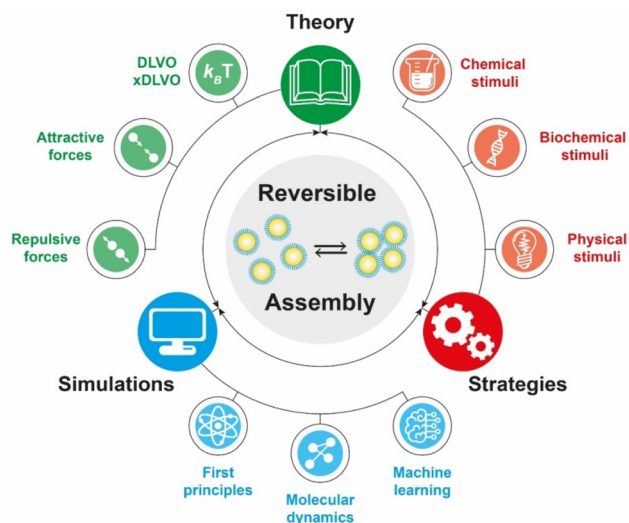 Theory
DLVO
xDLVO
k_BT
Chemical
stimuli
Attractive
forces
Biochemical
stimuli
Reversible
Repulsive
forces
Physical
stimuli
Assembly
Simulations
Strategies
First
principles
Molecular
dynamics
Machine
learning